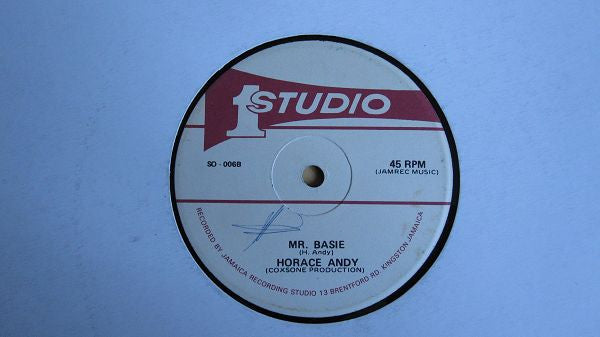 1 STUDIO
SO - 006B
45 RPM
(JAMREC MUSIC)
MR. BASIE
(H. Andy)
HORACE ANDY
(COXSONE PRODUCTION)
RECORDED BY JAMAICA RECORDING STUDIO 13 BRENTFORD RD. KINGSTON JAMAICA